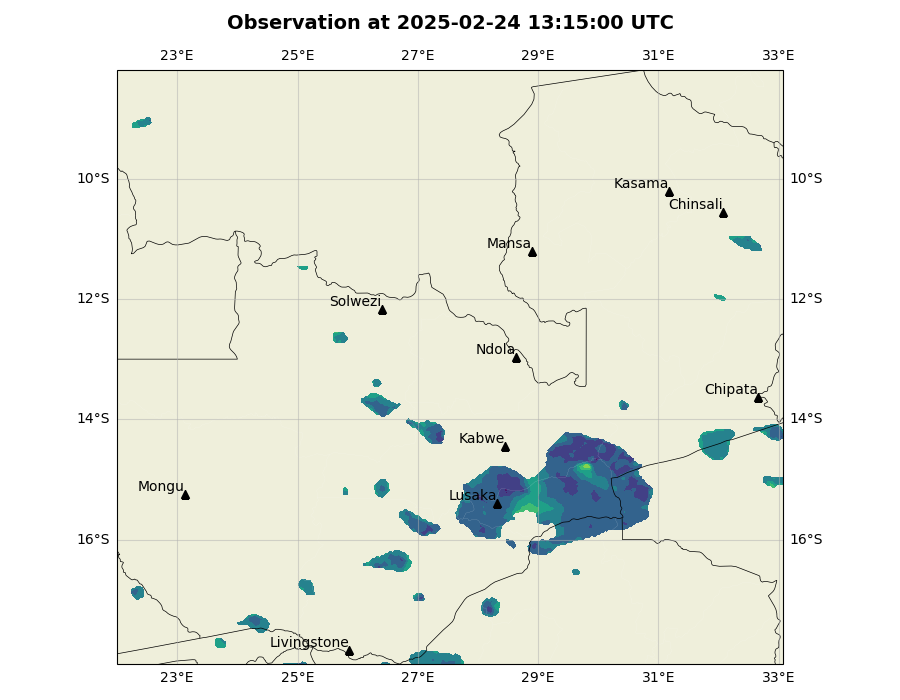 Observation at 2025-02-24 13:15:00 UTC
23°E 25°E 27°E 29°E 31°E 33°E
10°S 10°S
Kasama
Chinsali
Mansa
12°S 12°S
Solwezi
Ndola
Chipata
14°S 14°S
Kabwe
Mongu
Lusaka
16°S 16°S
Livingstone
23°E 25°E 27°E 29°E 31°E 33°E